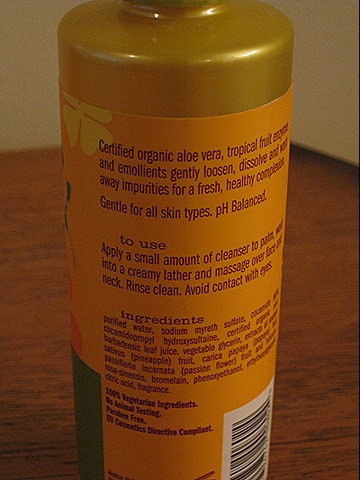 Certified organic aloe vera, tropical fruit enzymes
and emollients gently loosen, dissolve and
away impurities for a fresh, healthy complexion.
Gentle for all skin types. pH Balanced.
to use
Apply a small amount of cleanser to palm, work
into a creamy lather and massage over face and
neck. Rinse clean. Avoid contact with eyes.
ingredients
purified water, sodium myreth sulfate,
cocamidopropyl hydroxysultaine, certified organic
barbadensis leaf juice, vegetable glycerin, extracts of
sativus (pineapple) fruit, carica papaya
passiflora incarnata (passion flower) fruit and
rosa-sinensis, bromelain, phenoxyethanol,
citric acid, fragrance.
100% Vegetarian Ingredients.
No Animal Testing.
Paraben Free.
EU Cosmetics Directive Compliant.